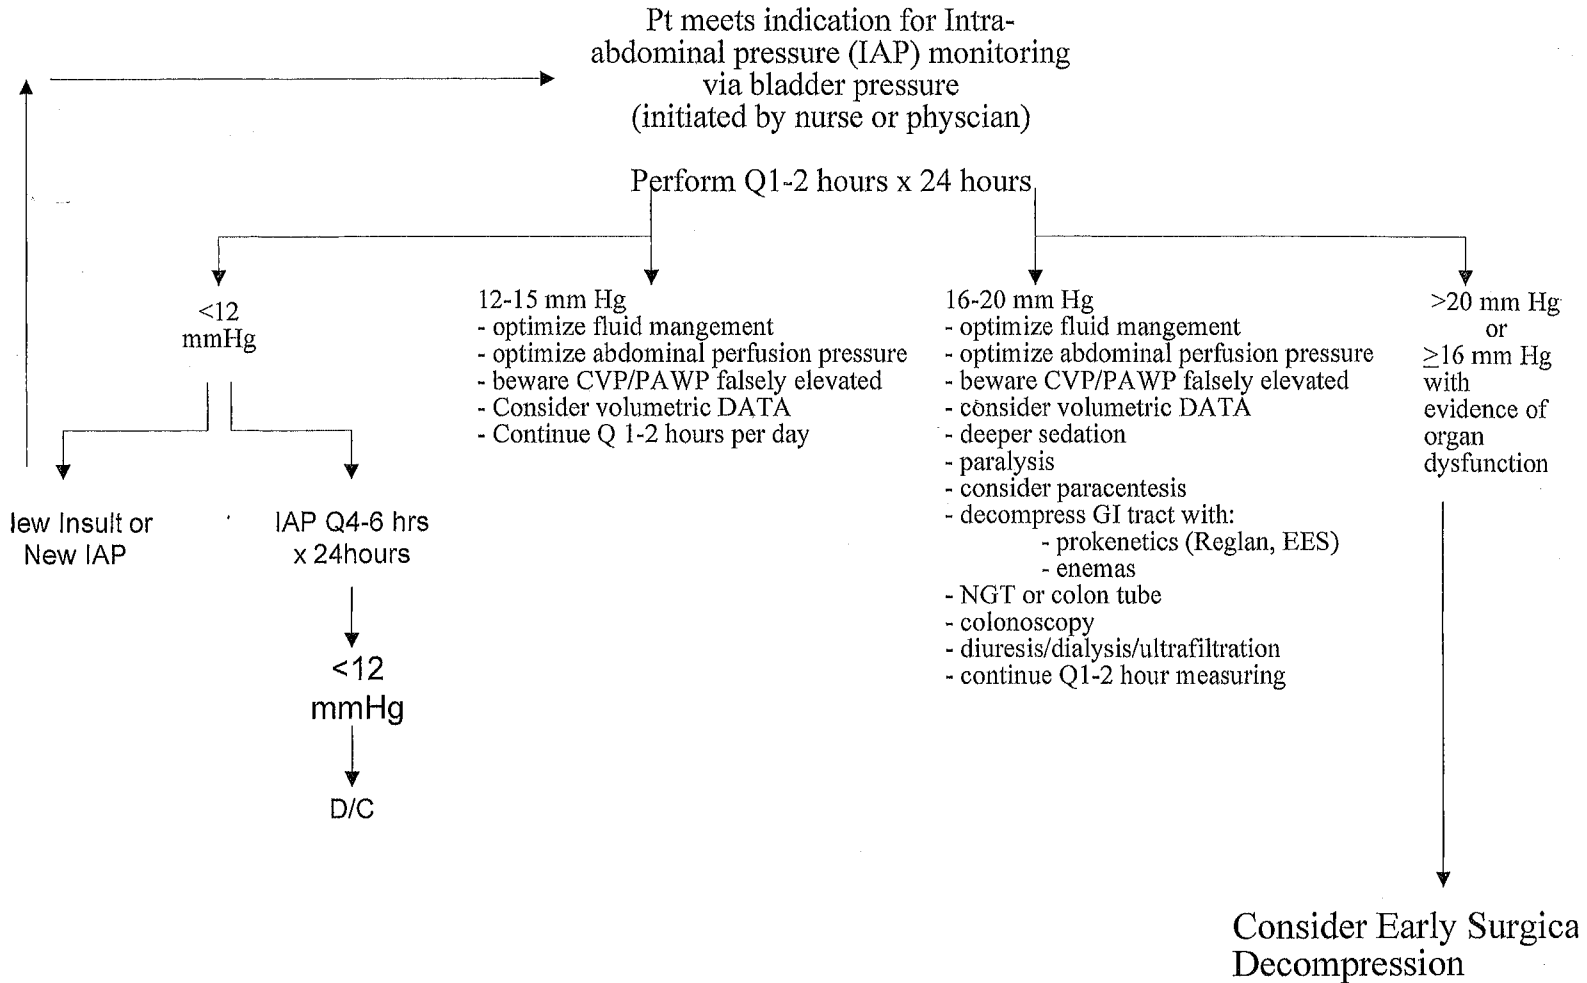 Pt meets indication for Intra-
abdominal pressure (IAP) monitoring
via bladder pressure
(initiated by nurse or physcian)
Perform Q1-2 hours x 24 hours
<12
mmHg
12-15 mm Hg
- optimize fluid mangement
- optimize abdominal perfusion pressure
- beware CVP/PAWP falsely elevated
- Consider volumetric DATA
- Continue Q 1-2 hours per day
16-20 mm Hg
- optimize fluid mangement
- optimize abdominal perfusion pressure
- beware CVP/PAWP falsely elevated
- consider volumetric DATA
- deeper sedation
- paralysis
- consider paracentesis
- decompress GI tract with:
- prokenetics (Reglan, EES)
- enemas
- NGT or colon tube
- colonoscopy
- diuresis/dialysis/ultrafiltration
- continue Q1-2 hour measuring
>20 mm Hg
or
≥16 mm Hg
with
evidence of
organ
dysfunction
lew Insult or
New IAP
IAP Q4-6 hrs
x 24hours
<12
mmHg
D/C
Consider Early Surgica
Decompression